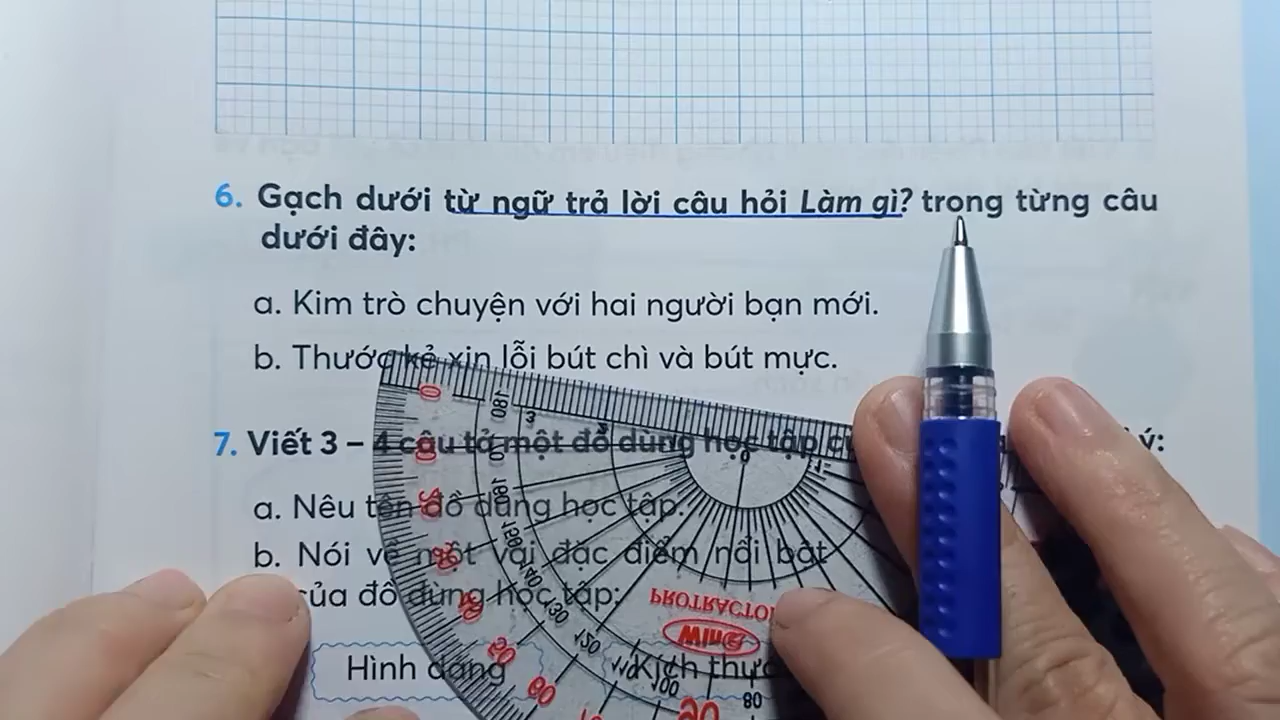 6. Gạch dưới từ ngữ trả lời câu hỏi Làm gì? trong từng câu
dưới đây:
a. Kim trò chuyện với hai người bạn mới.
b. Thước kẻ xin lỗi bút chì và bút mực.
7. Viết 3 – 4 câu tả một đồ dùng học tập ý:
a. Nêu tên đồ dùng học tập.
b. Nói về một vài đặc điểm nổi bật
của đồ dùng học tập:
PROTRACTOR
Win
Hình dáng Kích thước